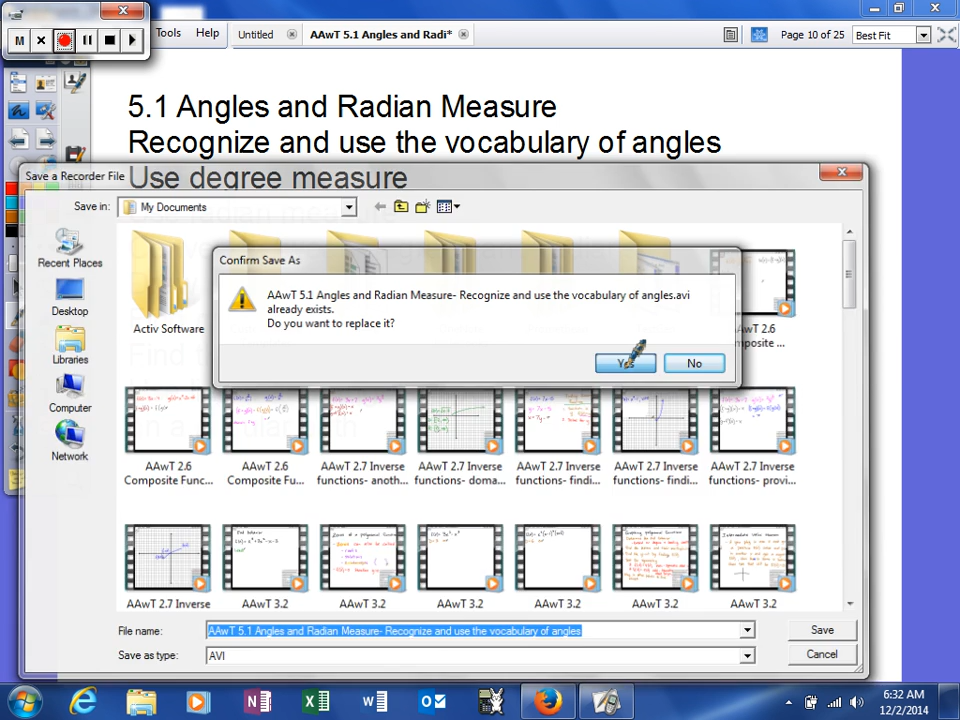 M
Tools Help Untitled AAwT 5.1 Angles and Radi* Page 10 of 25 Best Fit
5.1 Angles and Radian Measure
Recognize and use the vocabulary of angles
Use degree measure
Save a Recorder File
Save in: My Documents
Recent Places
Desktop
Libraries
Computer
Network
Confirm Save As
AAwT 5.1 Angles and Radian Measure- Recognize and use the vocabulary of angles.avi
already exists.
Do you want to replace it?
Yes No
Activ Software
AAwT 2.6
Composite Func...
AAwT 2.6
Composite Fu...
AAwT 2.7 Inverse
functions- anoth...
AAwT 2.7 Inverse
functions- doma...
AAwT 2.7 Inverse
functions- findi...
AAwT 2.7 Inverse
functions- findi...
AAwT 2.7 Inverse
functions- provi...
AAwT 2.7 Inverse
AAwT 3.2
AAwT 3.2
AAwT 3.2
AAwT 3.2
AAwT 3.2
AAwT 3.2
File name: AAwT 5.1 Angles and Radian Measure- Recognize and use the vocabulary of angles
Save
Save as type: AVI
Cancel
6:32 AM
12/2/2014